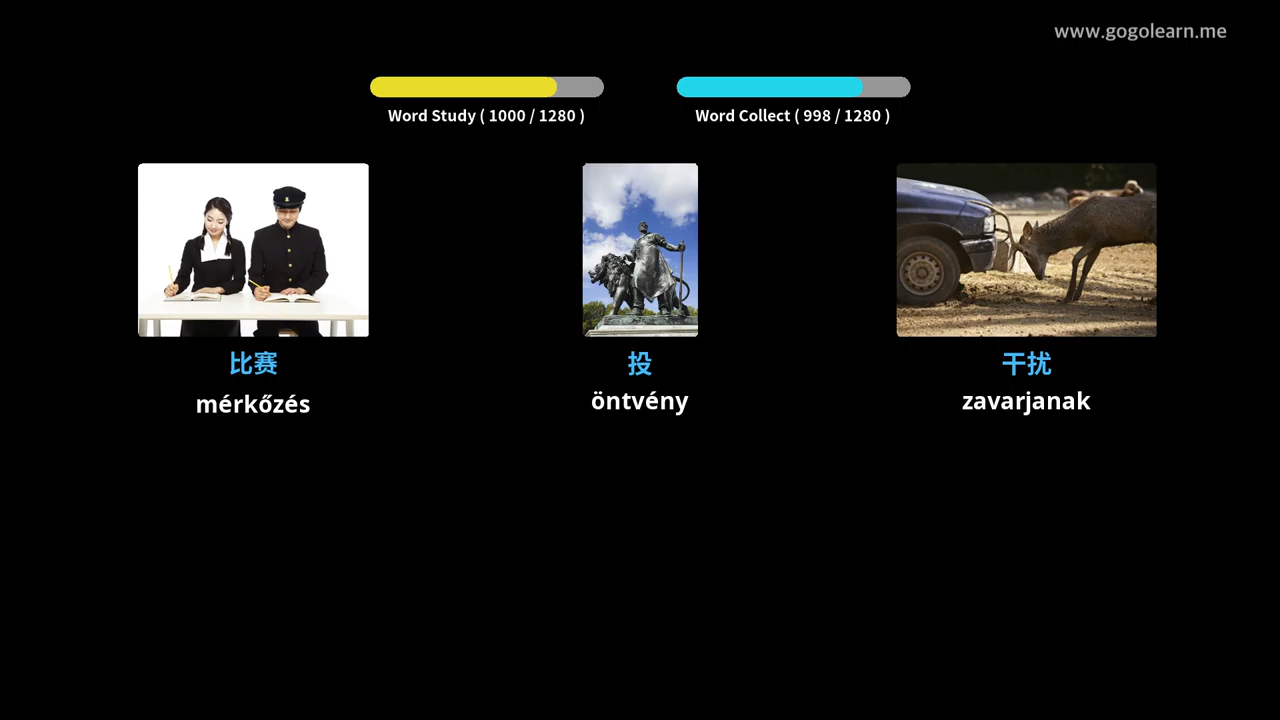 www.gogolearn.me
Word Study ( 1000 / 1280 )
Word Collect ( 998 / 1280 )
比赛
投
干扰
mérkőzés
öntvény
zavarjanak